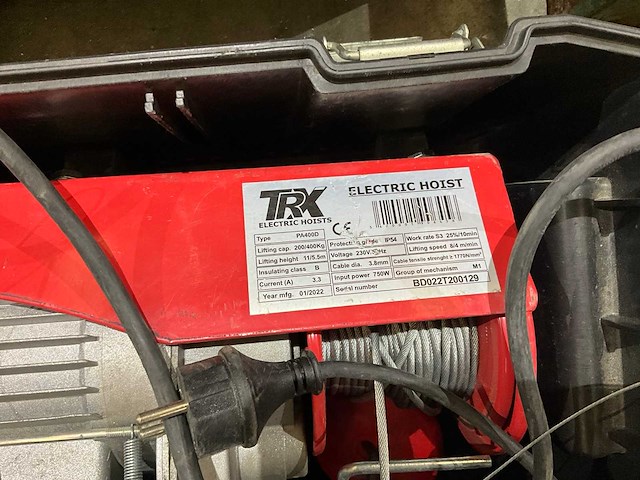 TRX
ELECTRIC HOISTS
ELECTRIC HOIST
CE
Type PA400D
Protection grade IP54
Work rate S3 25%/10min
Lifting cap. 200/400Kg
Voltage 230V Hz
Lifting speed 8/4 m/min
Lifting height 11/5.5m
Cable dia. 3.8mm
Cable tensile strenght ≥ 1770N/mm²
Insulating class B
Input power 750W
Group of mechanism M1
Current (A) 3.3
Serial number BD022T200129
Year mfg. 01/2022